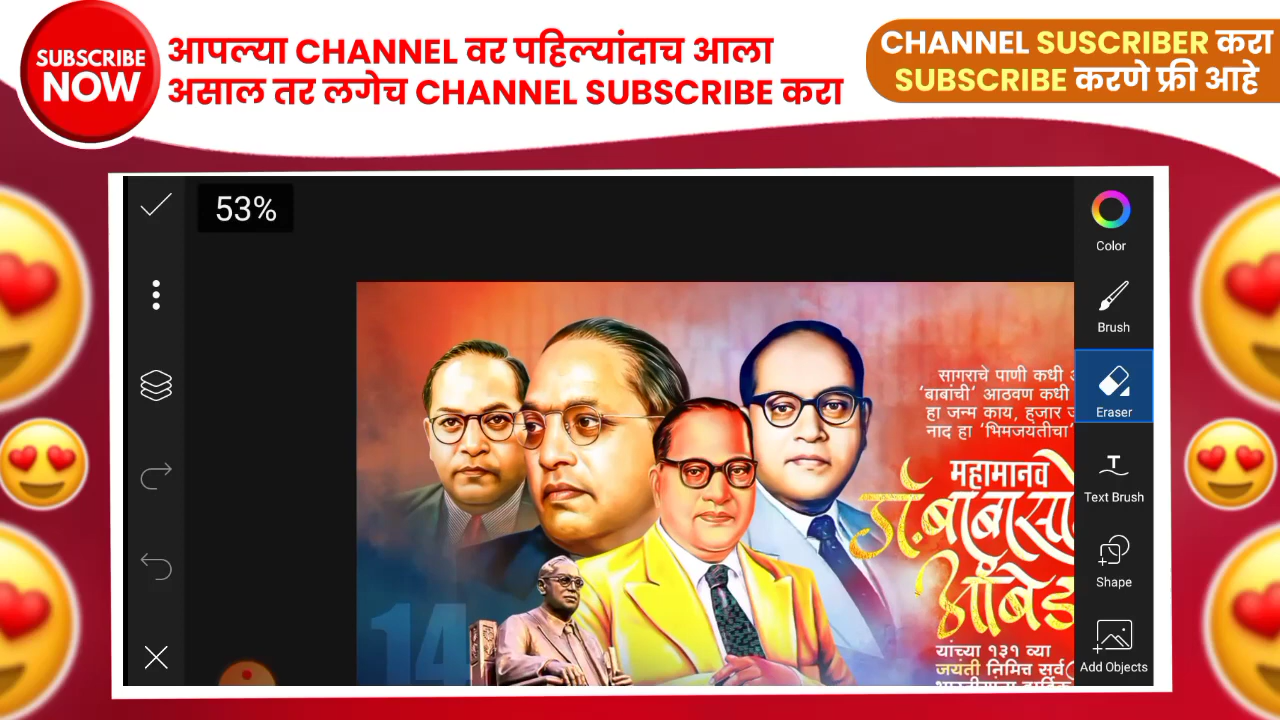 SUBSCRIBE
NOW
आपल्या CHANNEL वर पहिल्यांदाच आला
असाल तर लगेच CHANNEL SUBSCRIBE करा
CHANNEL SUSCRIBER करा
SUBSCRIBE करणे फ्री आहे
53%
Color
Brush
Eraser
Text Brush
Shape
Add Objects
सागराचे पाणी कधी
'बाबांची' आठवण कधी
हा जन्म काय, हजार
नाद हा 'भिमजयंतीचा'
महामानव
डॉ.बाबासा
आंबेड
14
यांच्या १३१ व्या
जयंती निमित्त सर्व